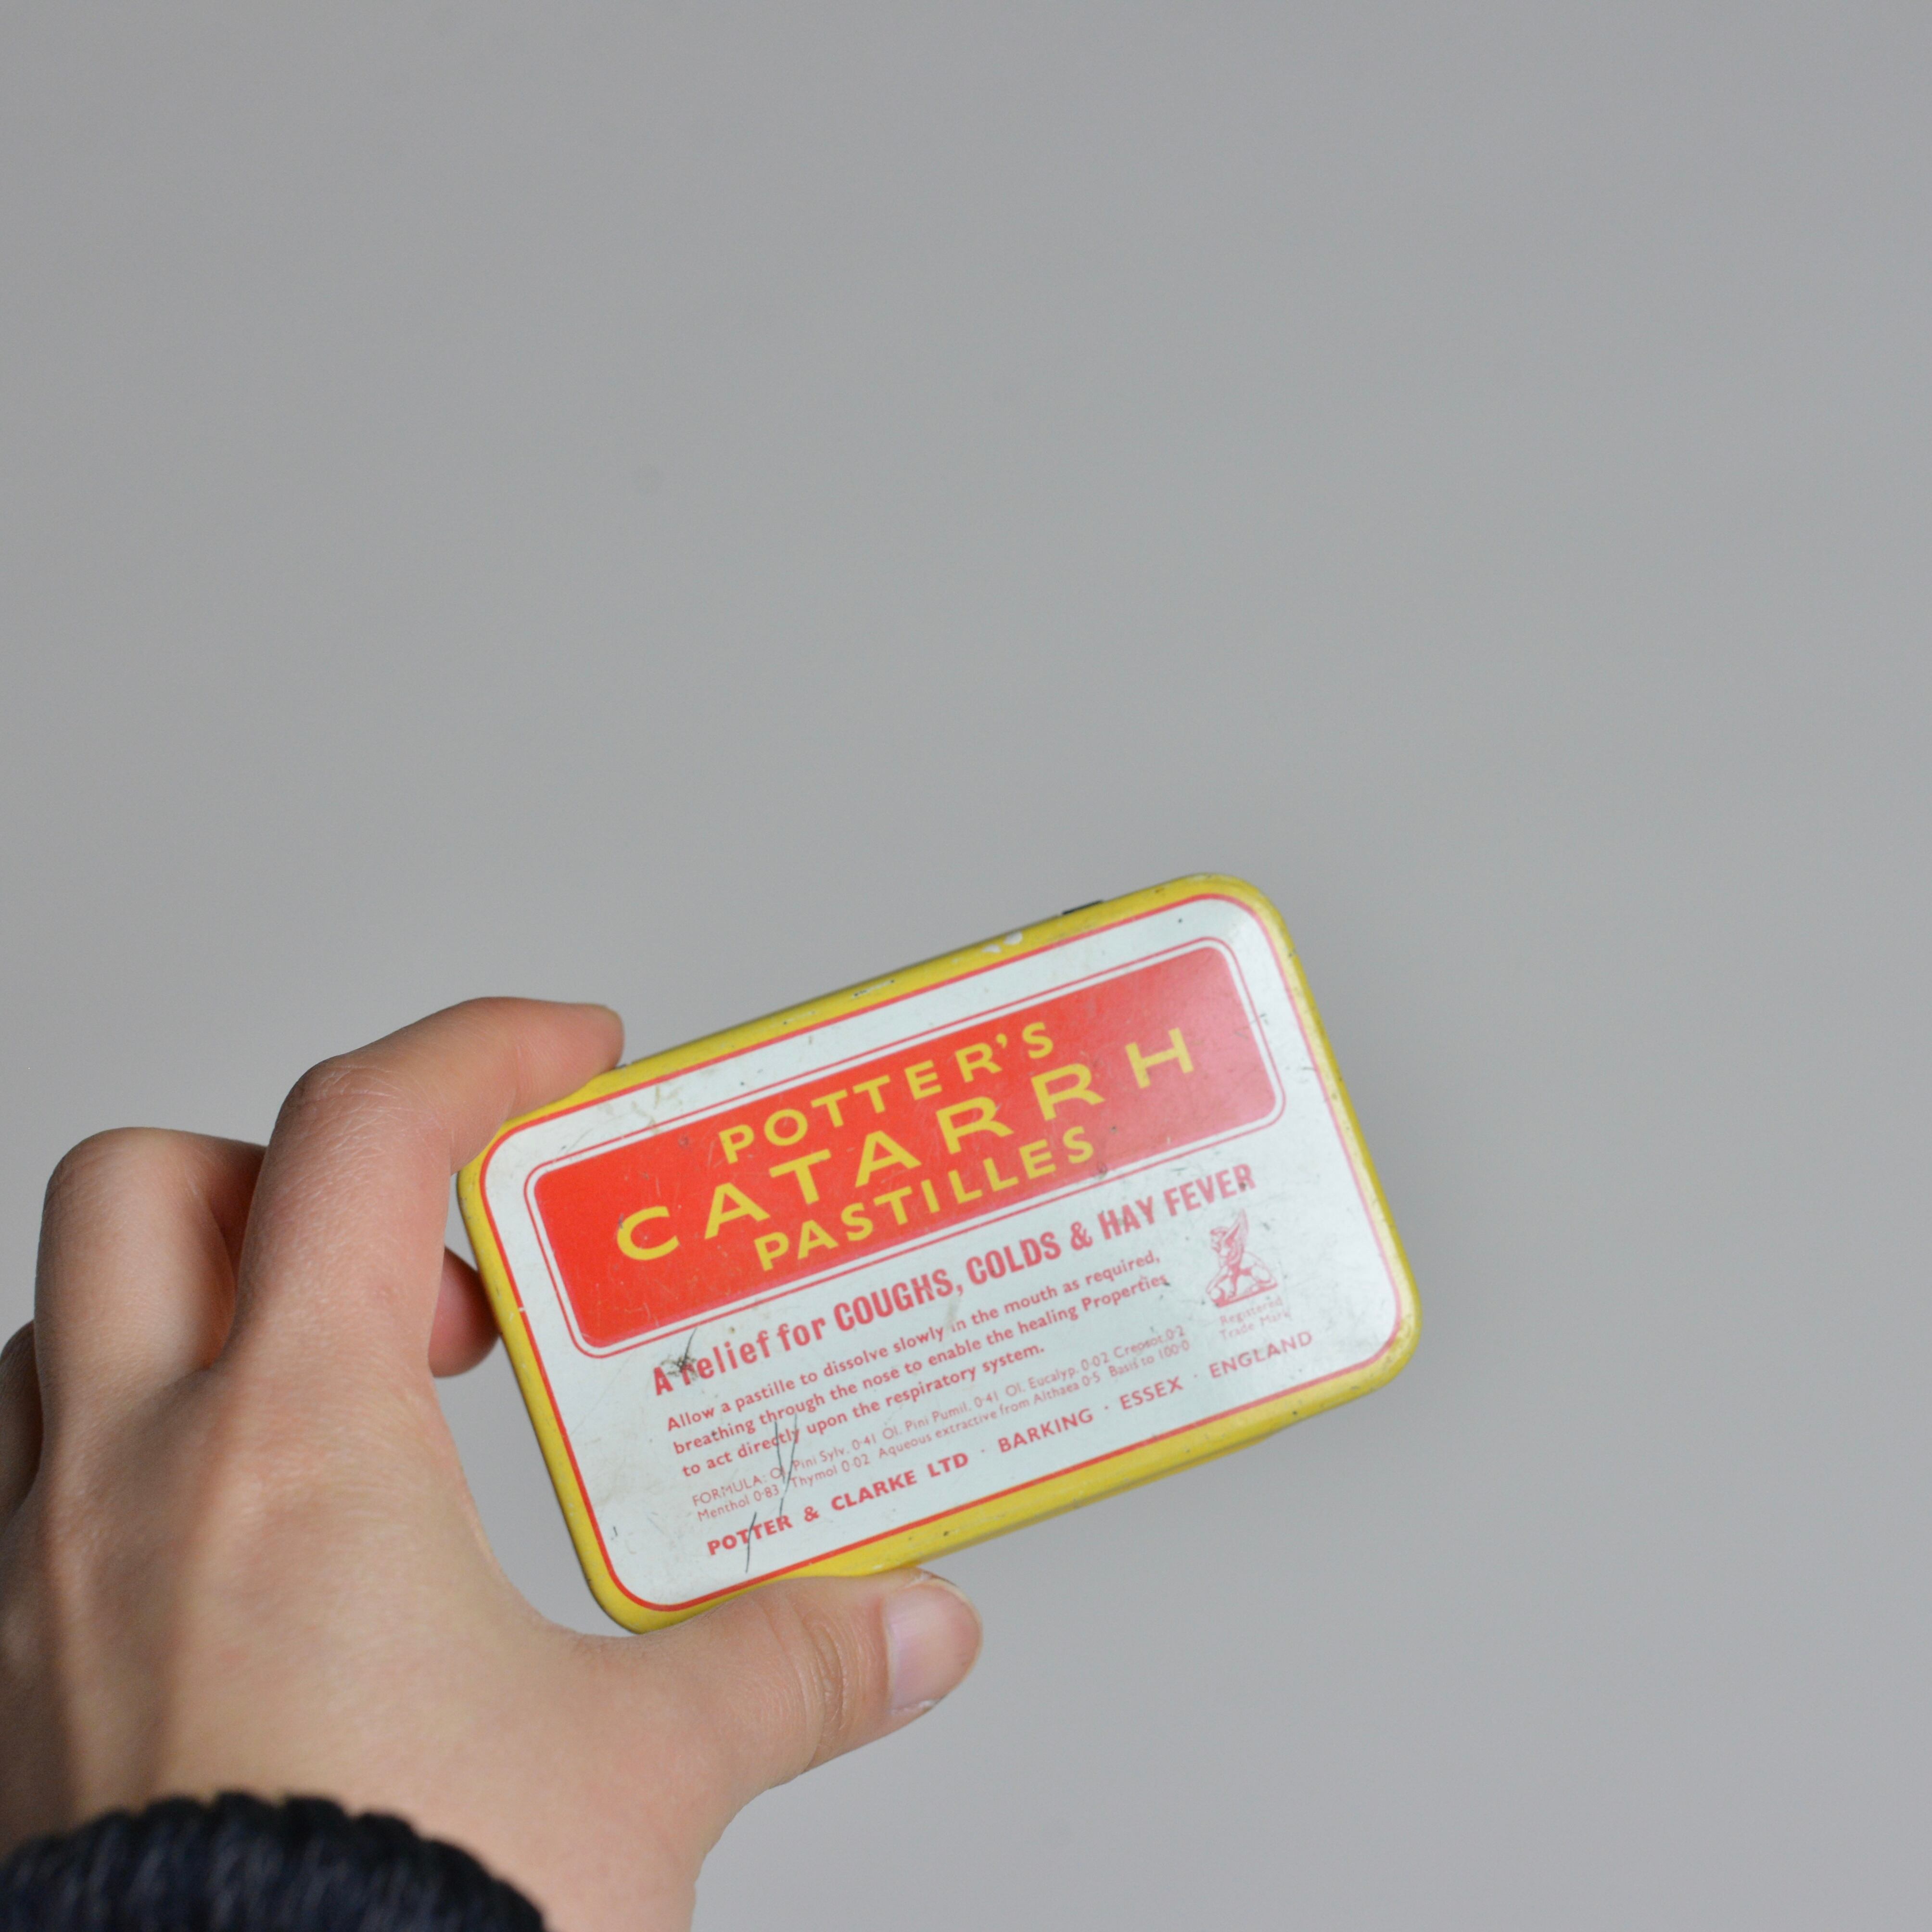 POTTER'S
CATARRH
PASTILLES
A relief for COUGHS, COLDS & HAY FEVER
Allow a pastille to dissolve slowly in the mouth as required,
breathing through the nose to enable the healing Properties
to act directly upon the respiratory system.
Registered
Trade Mark
FORMULA: Ol. Pini Sylv. 0·41 Ol. Pini Pumil. 0·41 Ol. Eucalyp. 0·02 Creosot. 0·2
Menthol 0·83 Thymol 0·02 Aqueous extractive from Althaea 0·5 Basis to 100·0
POTTER & CLARKE LTD · BARKING · ESSEX · ENGLAND